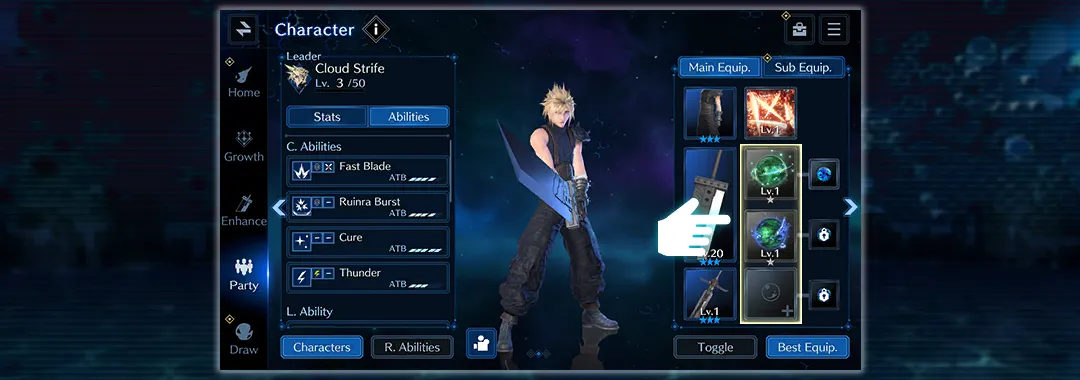 Character
i
Leader
Cloud Strife
Lv. 3 /50
Stats
Abilities
C. Abilities
Fast Blade
ATB
Ruinra Burst
ATB
Cure
ATB
Thunder
ATB
L. Ability
Characters
R. Abilities
Home
Growth
Enhance
Party
Draw
Main Equip.
Sub Equip.
Lv.1
Lv.1
Lv.20
Lv.1
Lv.1
Toggle
Best Equip.